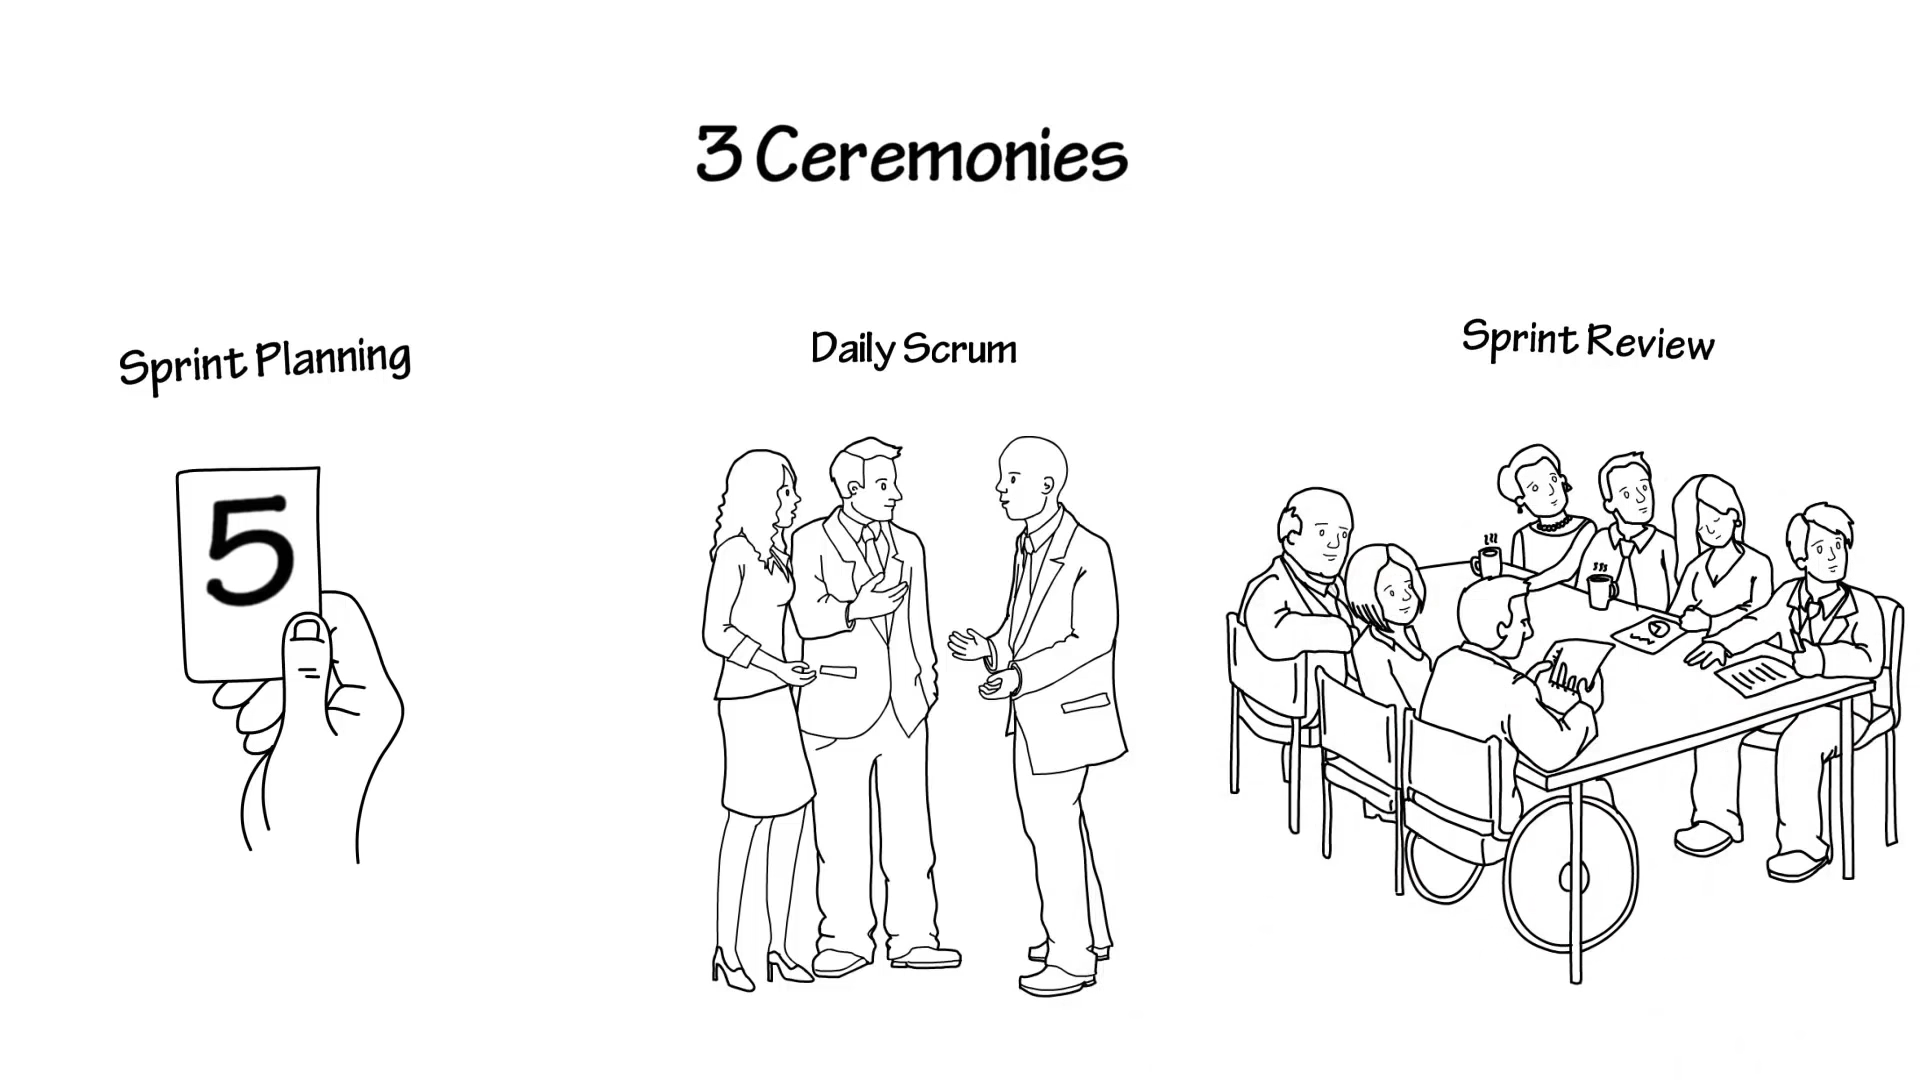 3 Ceremonies
Sprint Planning
Daily Scrum
Sprint Review
5